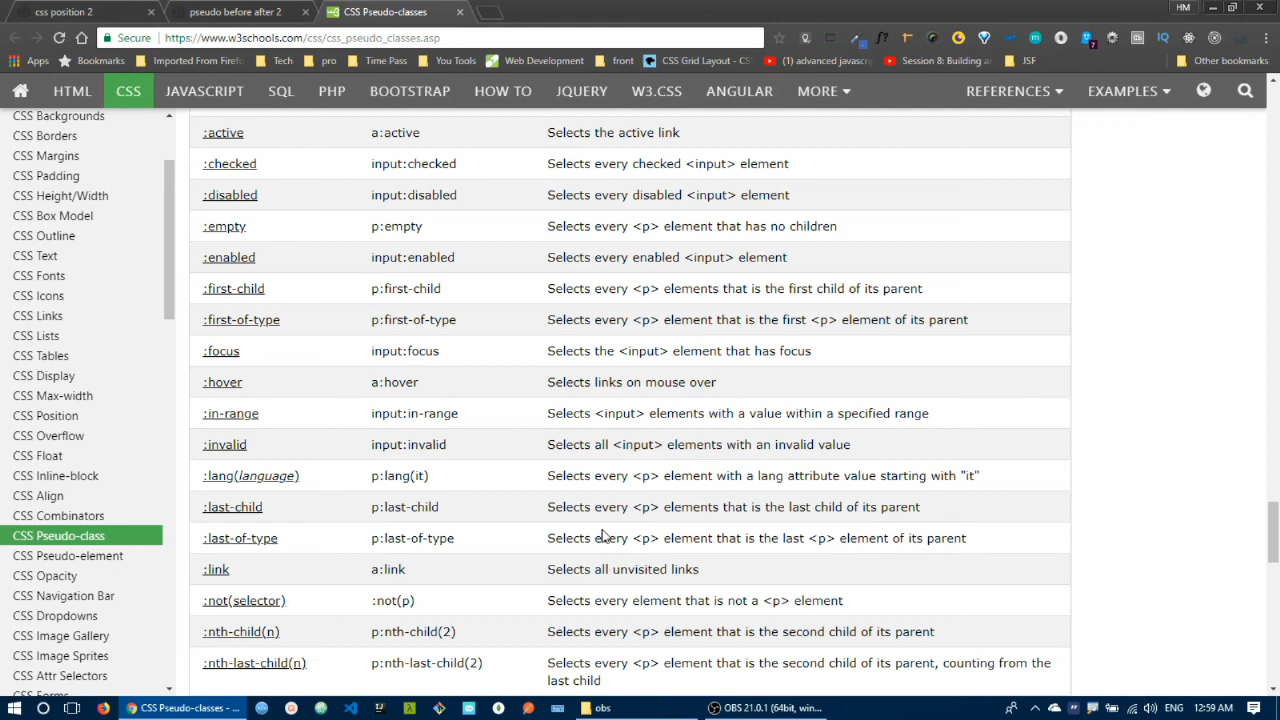 css position 2
pseudo before after 2
CSS Pseudo-classes
HM
Secure
https://www.w3schools.com/css/css_pseudo_classes.asp
Apps
Bookmarks
Imported From Firefo
Tech
pro
Time Pass
You Tools
Web Development
front
CSS Grid Layout - CS
(1) advanced javascr
Session 8: Building a
JSF
Other bookmarks
HTML
CSS
JAVASCRIPT
SQL
PHP
BOOTSTRAP
HOW TO
JQUERY
W3.CSS
ANGULAR
MORE
REFERENCES
EXAMPLES
CSS Backgrounds
CSS Borders
CSS Margins
CSS Padding
CSS Height/Width
CSS Box Model
CSS Outline
CSS Text
CSS Fonts
CSS Icons
CSS Links
CSS Lists
CSS Tables
CSS Display
CSS Max-width
CSS Position
CSS Overflow
CSS Float
CSS Inline-block
CSS Align
CSS Combinators
CSS Pseudo-class
CSS Pseudo-element
CSS Opacity
CSS Navigation Bar
CSS Dropdowns
CSS Image Gallery
CSS Image Sprites
CSS Attr Selectors
CSS Forms
:active a:active Selects the active link
:checked input:checked Selects every checked <input> element
:disabled input:disabled Selects every disabled <input> element
:empty p:empty Selects every <p> element that has no children
:enabled input:enabled Selects every enabled <input> element
:first-child p:first-child Selects every <p> elements that is the first child of its parent
:first-of-type p:first-of-type Selects every <p> element that is the first <p> element of its parent
:focus input:focus Selects the <input> element that has focus
:hover a:hover Selects links on mouse over
:in-range input:in-range Selects <input> elements with a value within a specified range
:invalid input:invalid Selects all <input> elements with an invalid value
:lang(language) p:lang(it) Selects every <p> element with a lang attribute value starting with "it"
:last-child p:last-child Selects every <p> elements that is the last child of its parent
:last-of-type p:last-of-type Selects every <p> element that is the last <p> element of its parent
:link a:link Selects all unvisited links
:not(selector) :not(p) Selects every element that is not a <p> element
:nth-child(n) p:nth-child(2) Selects every <p> element that is the second child of its parent
:nth-last-child(n) p:nth-last-child(2) Selects every <p> element that is the second child of its parent, counting from the
last child
CSS Pseudo-classes - ...
obs
OBS 21.0.1 (64bit, win...
12:59 AM